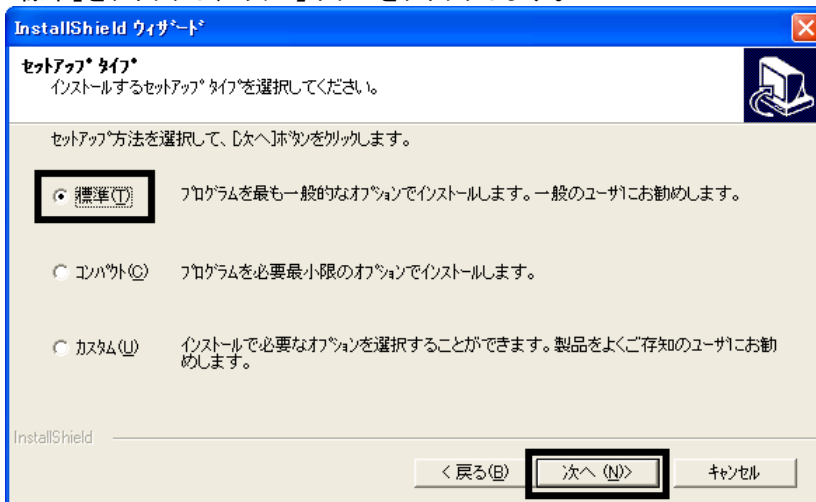 InstallShield ウィザード
セットアップ タイプ
インストールするセットアップ タイプを選択してください。
セットアップ方法を選択して、[次へ]ボタンをクリックします。
標準(T) プログラムを最も一般的なオプションでインストールします。一般のユーザにお勧めします。
コンパクト(C) プログラムを必要最小限のオプションでインストールします。
カスタム(U) インストールで必要なオプションを選択することができます。製品をよくご存知のユーザにお勧
めします。
InstallShield
< 戻る(B) 次へ (N)> キャンセル